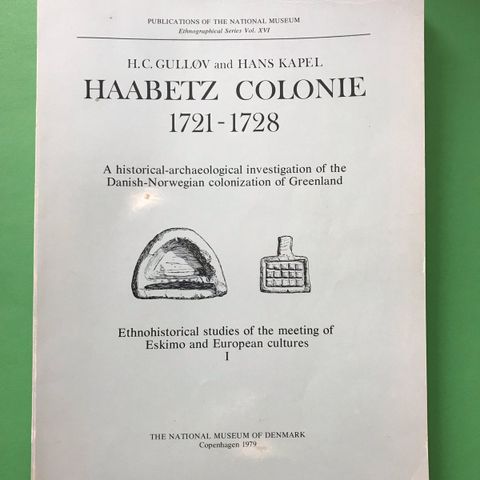 PUBLICATIONS OF THE NATIONAL MUSEUM
Ethnographical Series Vol. XVI
H.C. GULLØV and HANS KAPEL
HAABETZ COLONIE
1721-1728
A historical-archaeological investigation of the
Danish-Norwegian colonization of Greenland
Ethnohistorical studies of the meeting of
Eskimo and European cultures
I
THE NATIONAL MUSEUM OF DENMARK
Copenhagen 1979